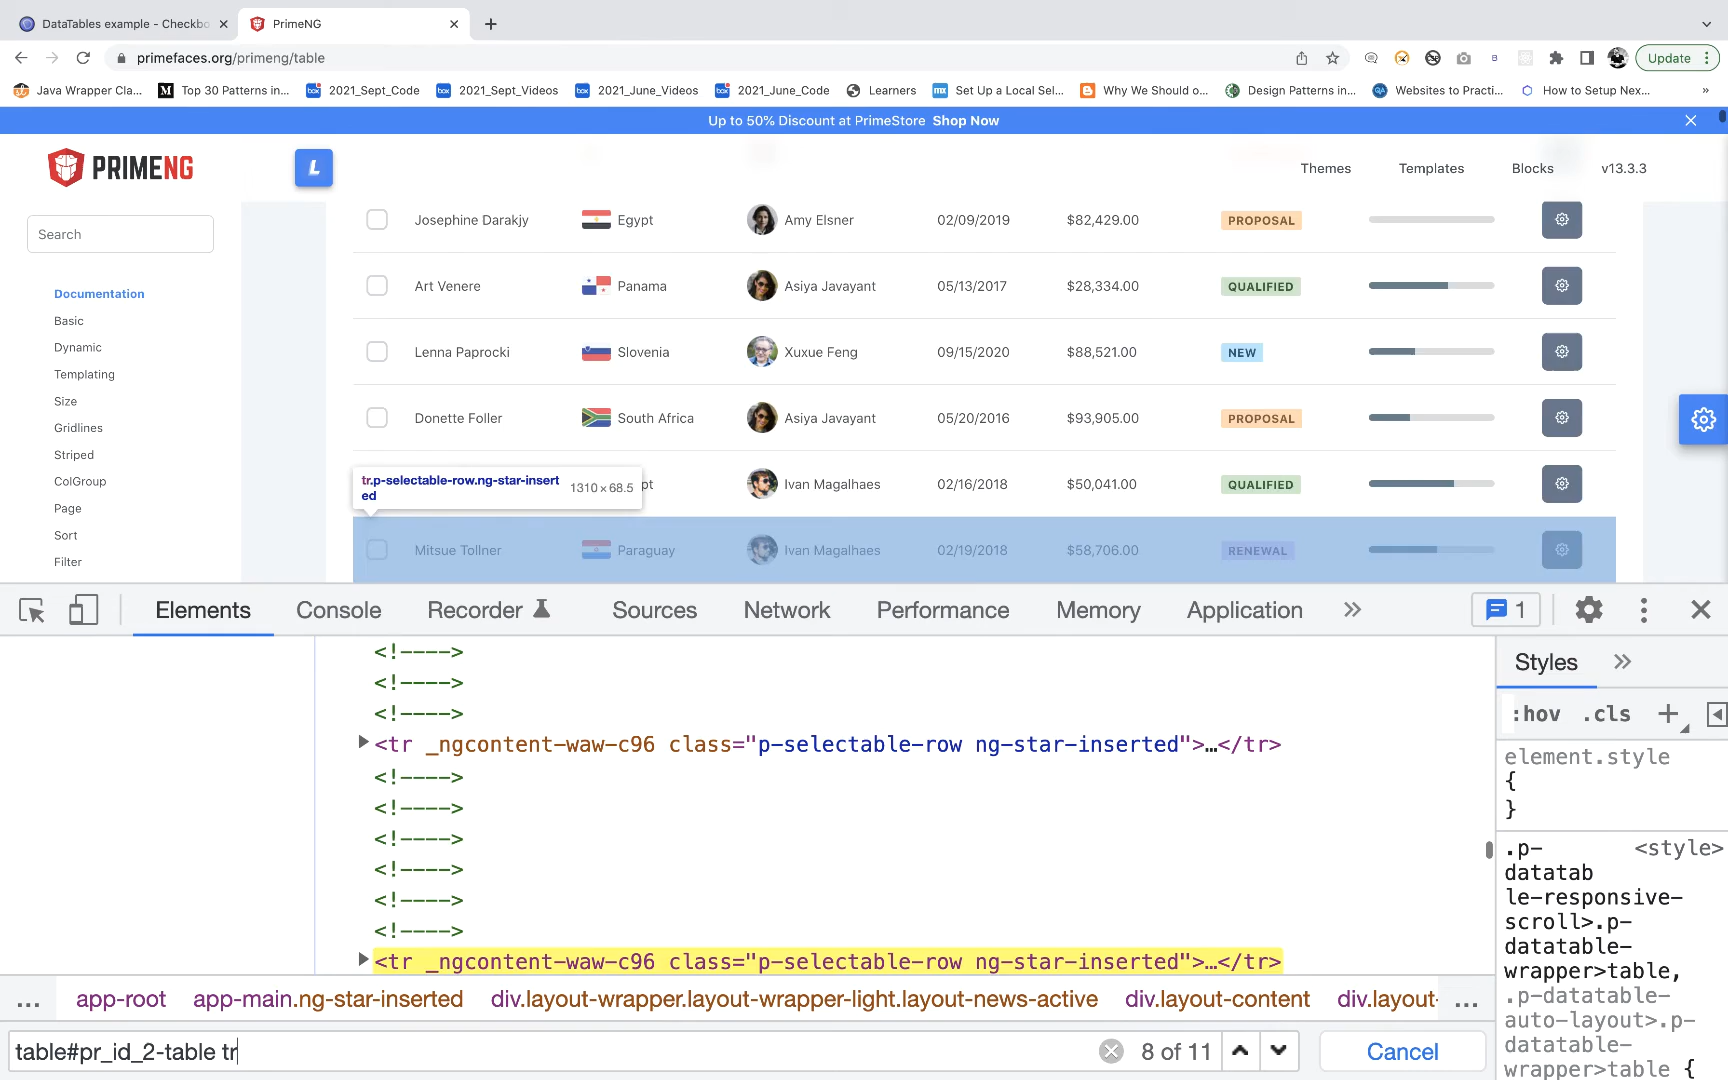 DataTables example - Checkbo
PrimeNG
primefaces.org/primeng/table
Update
Java Wrapper Cla...
Top 30 Patterns in...
2021_Sept_Code
2021_Sept_Videos
2021_June_Videos
2021_June_Code
Learners
Set Up a Local Sel...
Why We Should o...
Design Patterns in...
Websites to Practi...
How to Setup Nex...
Up to 50% Discount at PrimeStore Shop Now
PRIMENG
L
Themes
Templates
Blocks
v13.3.3
Search
Documentation
Basic
Dynamic
Templating
Size
Gridlines
Striped
ColGroup
Page
Sort
Filter
Josephine Darakjy Egypt Amy Elsner 02/09/2019 $82,429.00 PROPOSAL
Art Venere Panama Asiya Javayant 05/13/2017 $28,334.00 QUALIFIED
Lenna Paprocki Slovenia Xuxue Feng 09/15/2020 $88,521.00 NEW
Donette Foller South Africa Asiya Javayant 05/20/2016 $93,905.00 PROPOSAL
tr.p-selectable-row.ng-star-insert
ed
1310×68.5
pt Ivan Magalhaes 02/16/2018 $50,041.00 QUALIFIED
Mitsue Tollner Paraguay Ivan Magalhaes 02/19/2018 $58,706.00 RENEWAL
Elements Console Recorder Sources Network Performance Memory Application » 1
<!---->
<!---->
<!---->
<tr _ngcontent-waw-c96 class="p-selectable-row ng-star-inserted">…</tr>
<!---->
<!---->
<!---->
<!---->
<!---->
<!---->
<tr _ngcontent-waw-c96 class="p-selectable-row ng-star-inserted">…</tr>
Styles »
:hov .cls +
element.style
{
}
.p- <style>
datatab
le-responsive-
scroll>.p-
datatable-
wrapper>table,
.p-datatable-
auto-layout>.p-
datatable-
wrapper>table {
... app-root app-main.ng-star-inserted div.layout-wrapper.layout-wrapper-light.layout-news-active div.layout-content div.layout- ...
table#pr_id_2-table tr
8 of 11
Cancel